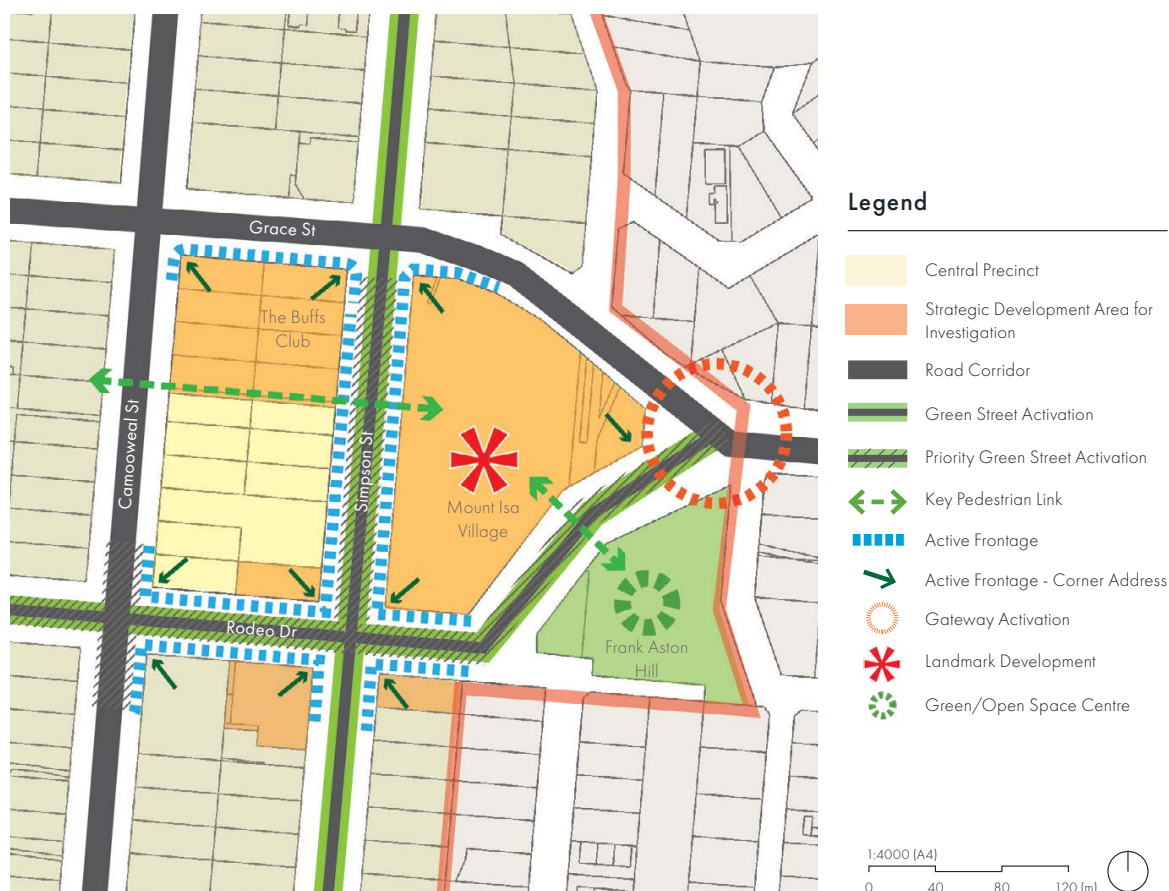 Grace St
The Buffs
Club
Camooweal St
Simpson St
Mount Isa
Village
Rodeo Dr
Frank Aston
Hill
Legend
Central Precinct
Strategic Development Area for
Investigation
Road Corridor
Green Street Activation
Priority Green Street Activation
Key Pedestrian Link
Active Frontage
Active Frontage - Corner Address
Gateway Activation
Landmark Development
Green/Open Space Centre
1:4000 (A4)
0 40 80 120 (m)